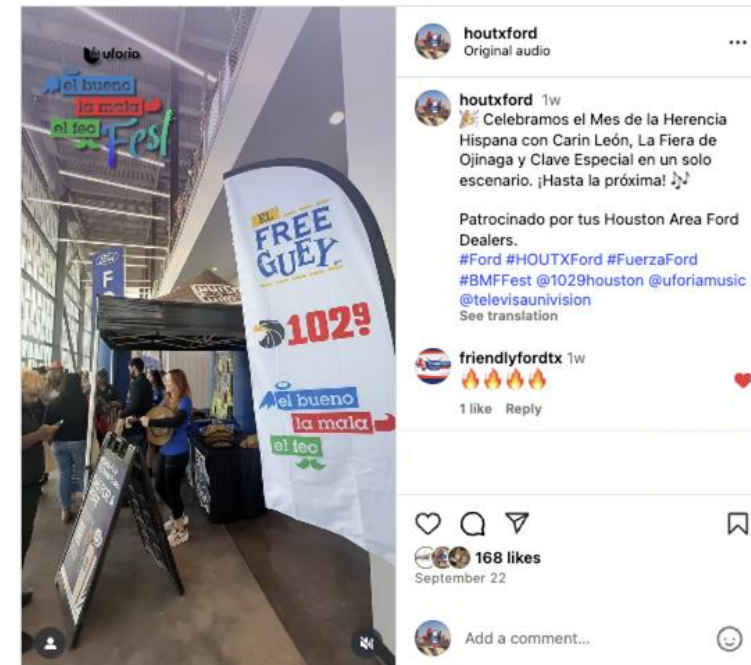 uforia
el bueno
la mala
el feo
Fest
EL
FREE
GUEY
102.9
el bueno
la mala
el feo
houtxford
Original audio
houtxford 1w
🎉 Celebramos el Mes de la Herencia
Hispana con Carin León, La Fiera de
Ojinaga y Clave Especial en un solo
escenario. ¡Hasta la próxima! 🎶
Patrocinado por tus Houston Area Ford
Dealers.
#Ford #HOUTXFord #FuerzaFord
#BMFFest @1029houston @uforiamusic
@televisaunivision
See translation
friendlyfordtx 1w
🔥🔥🔥🔥
1 like Reply
168 likes
September 22
Add a comment...